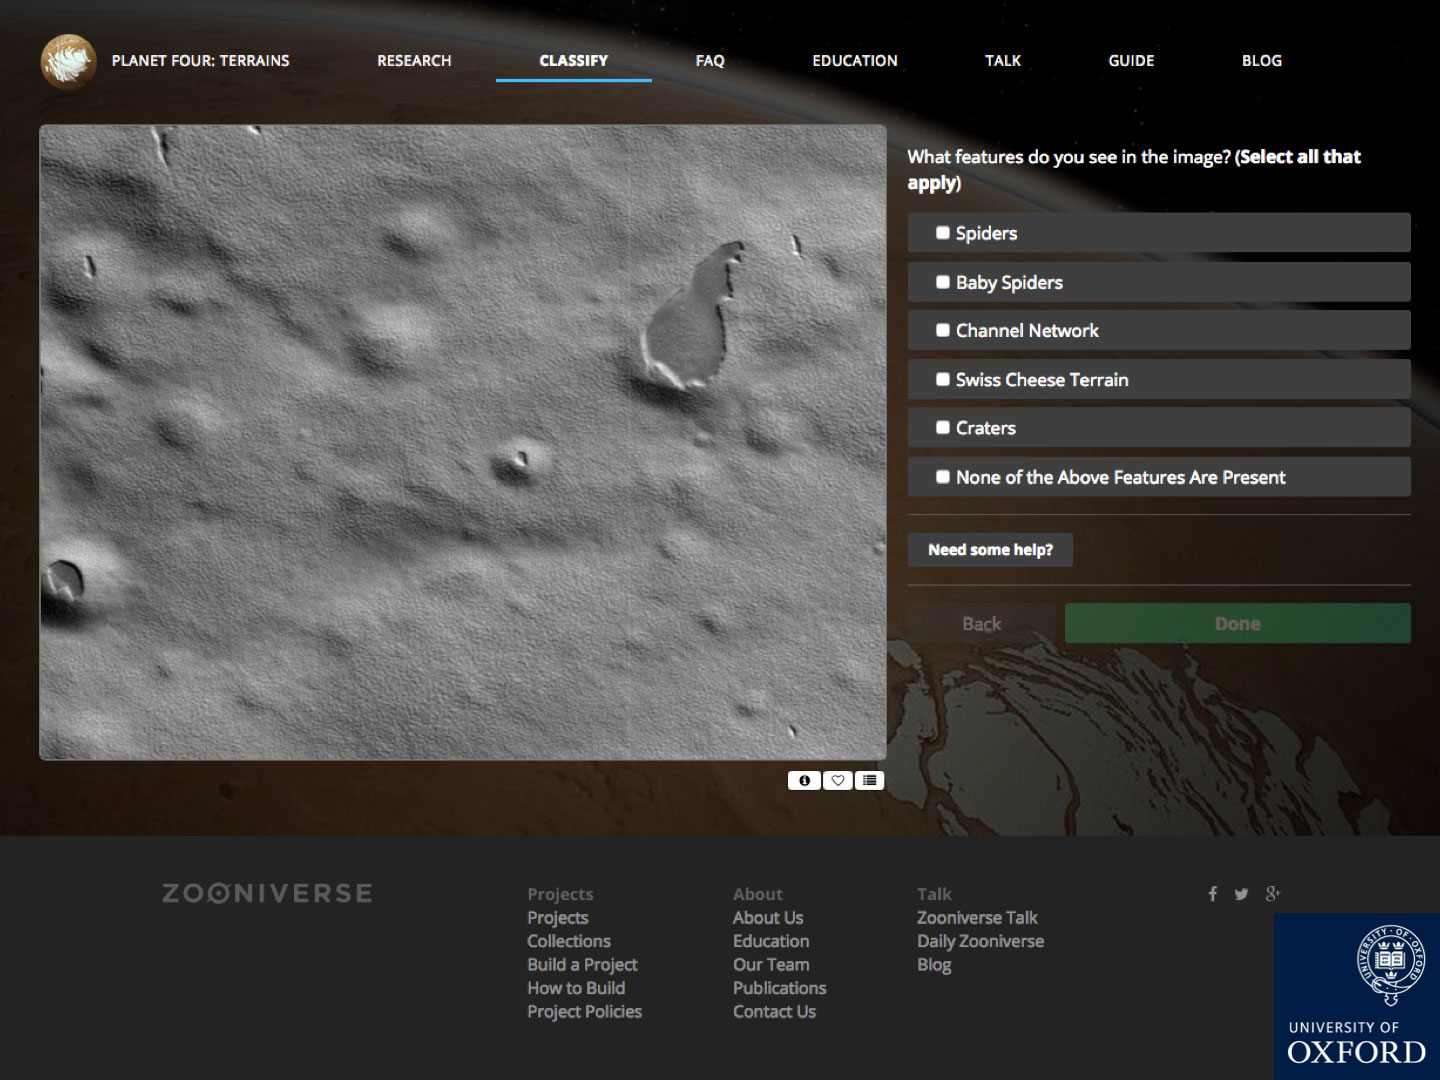 PLANET FOUR: TERRAINS RESEARCH CLASSIFY FAQ EDUCATION TALK GUIDE BLOG
What features do you see in the image? (Select all that
apply)
Spiders
Baby Spiders
Channel Network
Swiss Cheese Terrain
Craters
None of the Above Features Are Present
Need some help?
Back Done
ZOONIVERSE
Projects
Projects
Collections
Build a Project
How to Build
Project Policies
About
About Us
Education
Our Team
Publications
Contact Us
Talk
Zooniverse Talk
Daily Zooniverse
Blog
UNIVERSITY OF OXFORD
UNIVERSITY OF
OXFORD